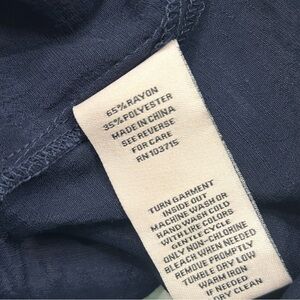 65% RAYON
35% POLYESTER
MADE IN CHINA
SEE REVERSE
FOR CARE
RN 103715
TURN GARMENT
INSIDE OUT
MACHINE WASH OR
HAND WASH COLD
WITH LIKE COLORS
GENTLE CYCLE
ONLY NON-CHLORINE
BLEACH WHEN NEEDED
REMOVE PROMPTLY
TUMBLE DRY LOW
WARM IRON
IF NEEDED
DRY CLEAN